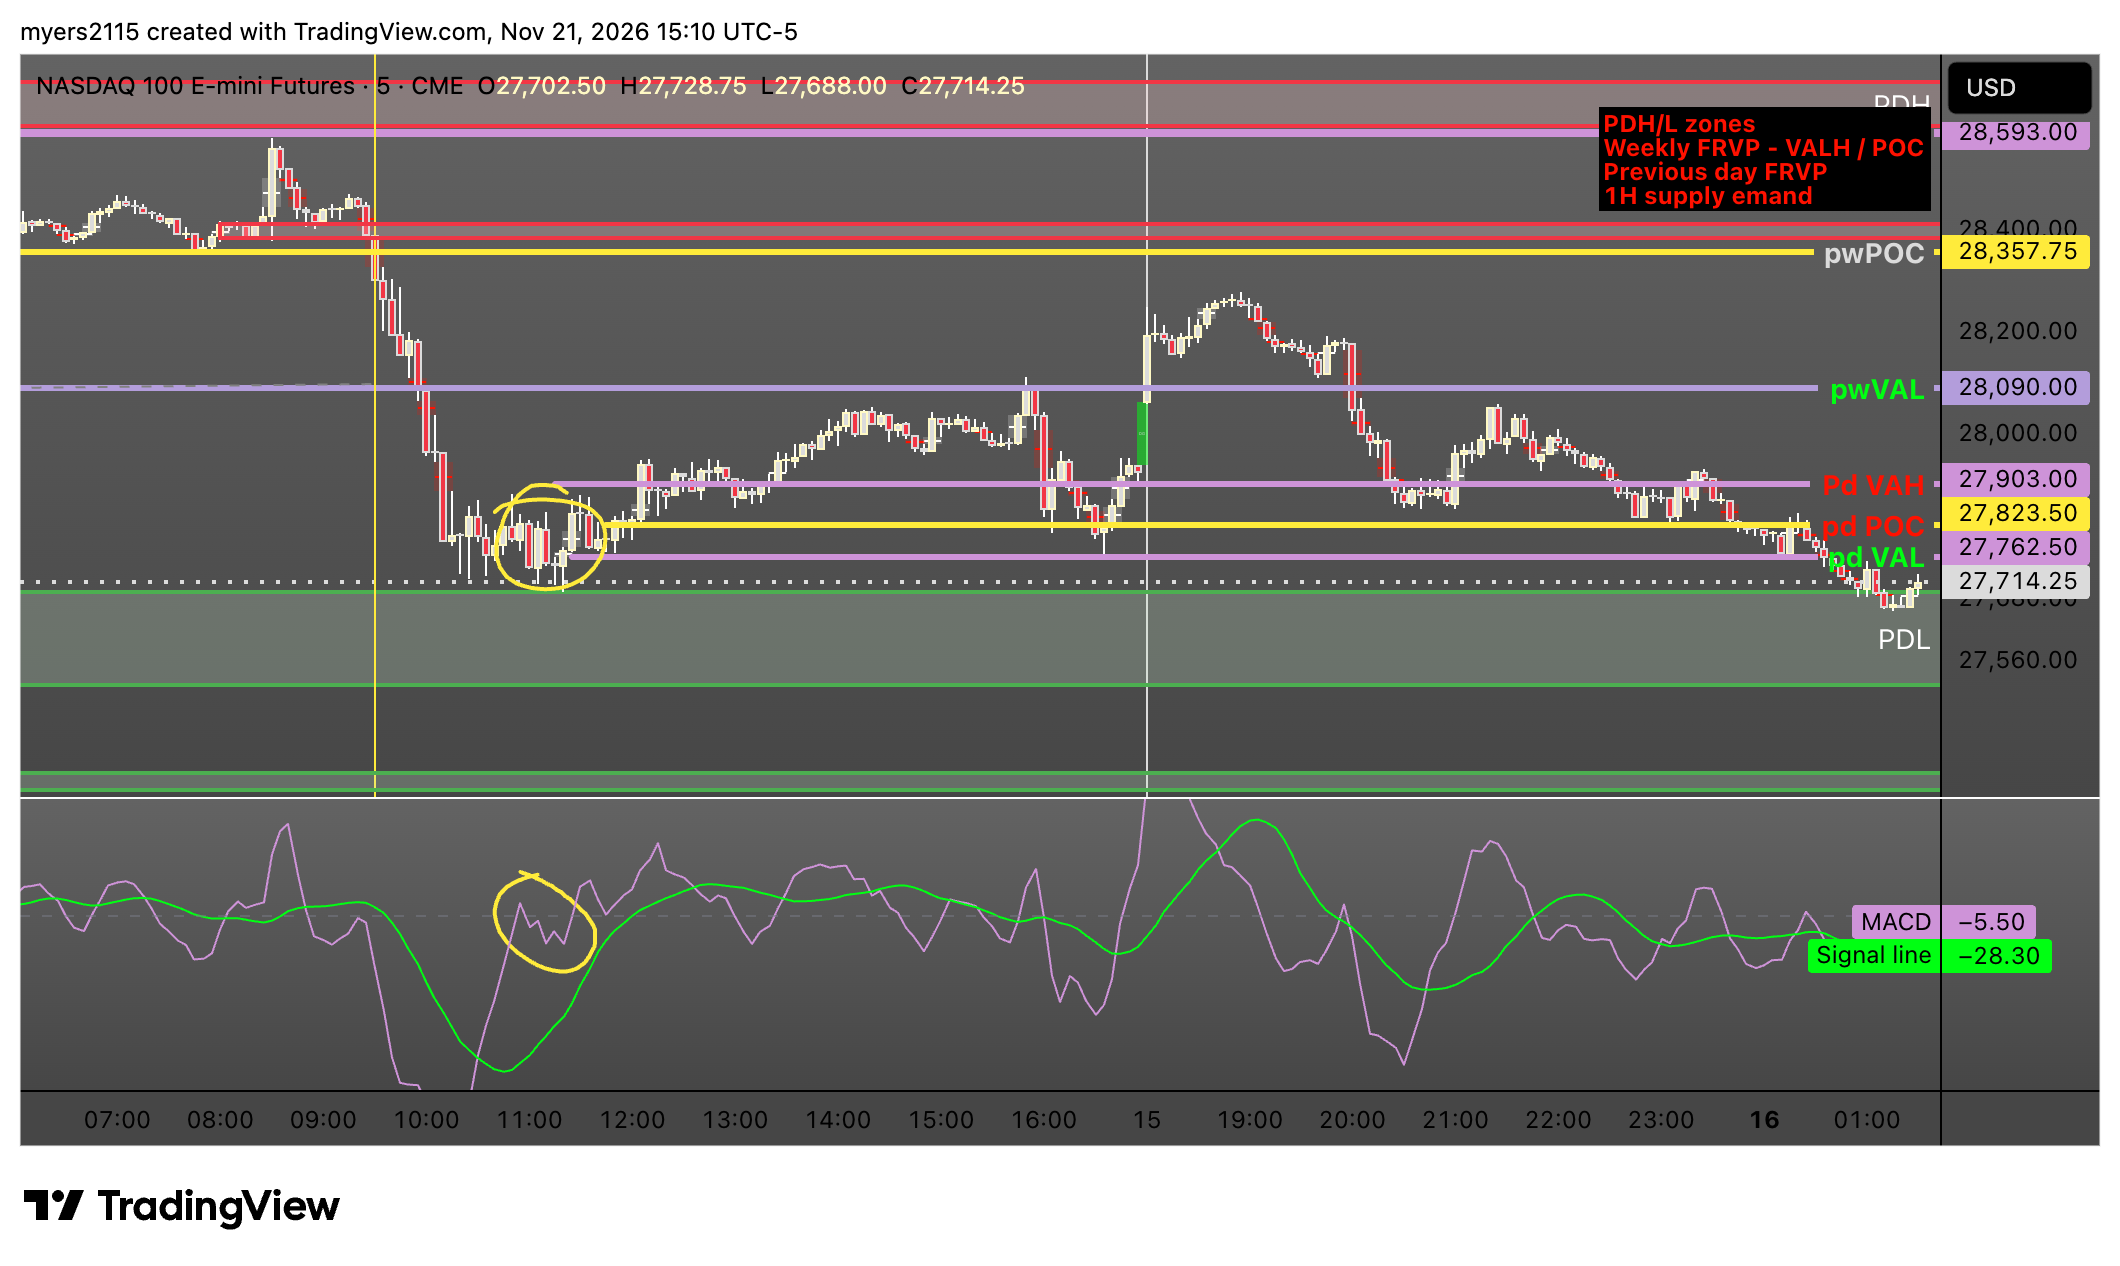 myers2115 created with TradingView.com, Nov 21, 2026 15:10 UTC-5
NASDAQ 100 E-mini Futures · 5 · CME O27,702.50 H27,728.75 L27,688.00 C27,714.25
USD
PDH
PDH/L zones
Weekly FRVP - VALH / POC
Previous day FRVP
1H supply emand
28,593.00
28,400.00
pwPOC
28,357.75
28,200.00
pwVAL
28,090.00
28,000.00
Pd VAH
27,903.00
pd POC
27,823.50
pd VAL
27,762.50
27,714.25
27,680.00
PDL
27,560.00
MACD
−5.50
Signal line
−28.30
07:00 08:00 09:00 10:00 11:00 12:00 13:00 14:00 15:00 16:00 15 19:00 20:00 21:00 22:00 23:00 16 01:00
TradingView